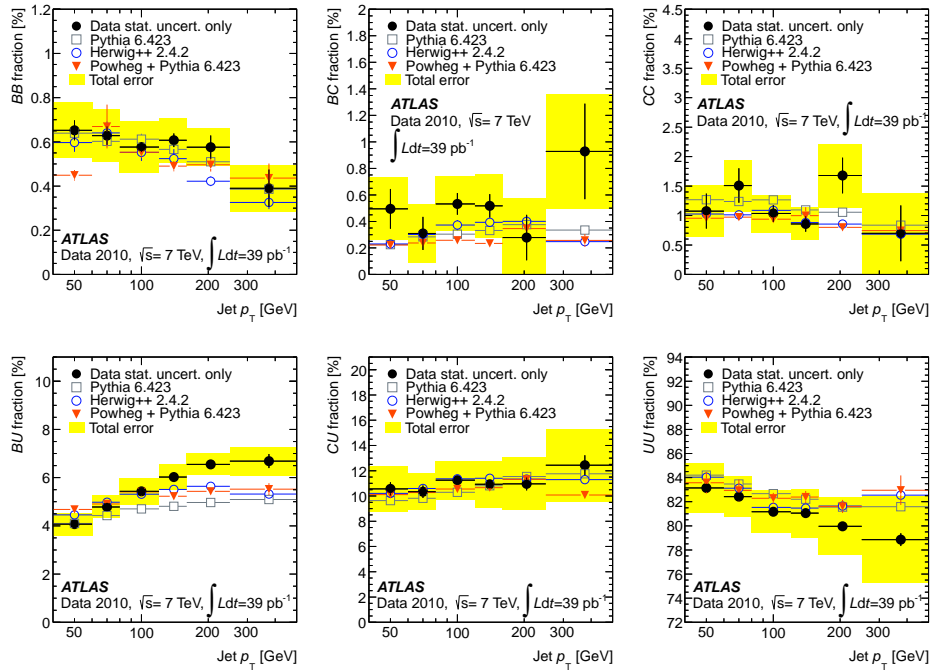 BB fraction [%]
1.2
1
0.8
0.6
0.4
0.2
0
Data stat. uncert. only
Pythia 6.423
Herwig++ 2.4.2
Powheg + Pythia 6.423
Total error
ATLAS
Data 2010, √s= 7 TeV, ∫Ldt=39 pb⁻¹
50 100 200 300
Jet p_T [GeV]
BC fraction [%]
2
1.8
1.6
1.4
1.2
1
0.8
0.6
0.4
0.2
0
Data stat. uncert. only
Pythia 6.423
Herwig++ 2.4.2
Powheg + Pythia 6.423
Total error
ATLAS
Data 2010, √s= 7 TeV
∫Ldt=39 pb⁻¹
50 100 200 300
Jet p_T [GeV]
CC fraction [%]
4.5
4
3.5
3
2.5
2
1.5
1
0.5
0
Data stat. uncert. only
Pythia 6.423
Herwig++ 2.4.2
Powheg + Pythia 6.423
Total error
ATLAS
Data 2010, √s= 7 TeV, ∫Ldt=39 pb⁻¹
50 100 200 300
Jet p_T [GeV]
BU fraction [%]
10
8
6
4
2
0
Data stat. uncert. only
Pythia 6.423
Herwig++ 2.4.2
Powheg + Pythia 6.423
Total error
ATLAS
Data 2010, √s= 7 TeV, ∫Ldt=39 pb⁻¹
50 100 200 300
Jet p_T [GeV]
CU fraction [%]
22
20
18
16
14
12
10
8
6
4
2
0
Data stat. uncert. only
Pythia 6.423
Herwig++ 2.4.2
Powheg + Pythia 6.423
Total error
ATLAS
Data 2010, √s= 7 TeV, ∫Ldt=39 pb⁻¹
50 100 200 300
Jet p_T [GeV]
UU fraction [%]
94
92
90
88
86
84
82
80
78
76
74
72
Data stat. uncert. only
Pythia 6.423
Herwig++ 2.4.2
Powheg + Pythia 6.423
Total error
ATLAS
Data 2010, √s= 7 TeV, ∫Ldt=39 pb⁻¹
50 100 200 300
Jet p_T [GeV]